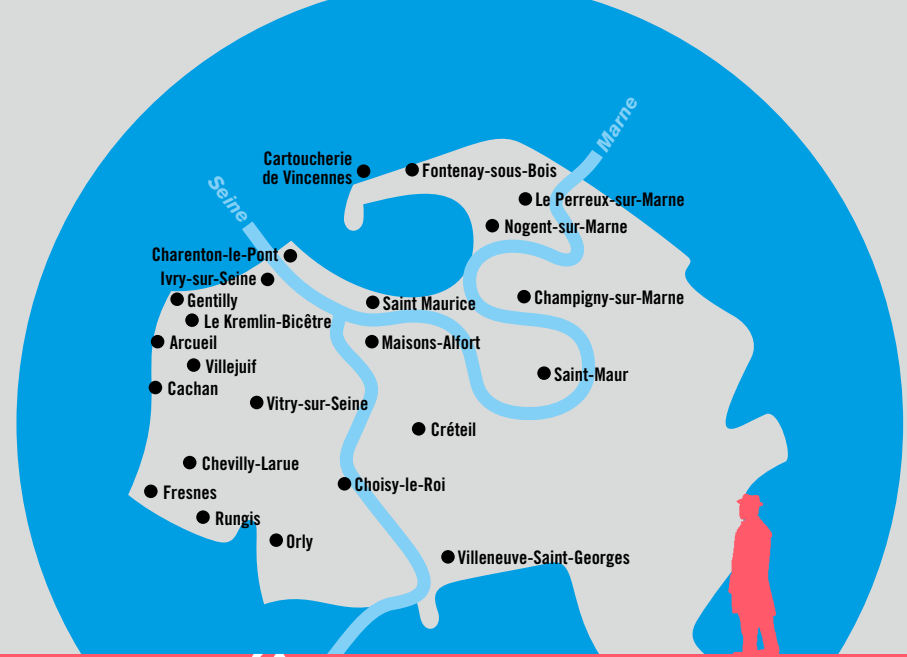 Marne
Cartoucherie
de Vincennes
Fontenay-sous-Bois
Seine
Le Perreux-sur-Marne
Nogent-sur-Marne
Charenton-le-Pont
Ivry-sur-Seine
Gentilly
Saint Maurice
Champigny-sur-Marne
Le Kremlin-Bicêtre
Arcueil
Maisons-Alfort
Villejuif
Saint-Maur
Cachan
Vitry-sur-Seine
Créteil
Chevilly-Larue
Choisy-le-Roi
Fresnes
Rungis
Orly
Villeneuve-Saint-Georges